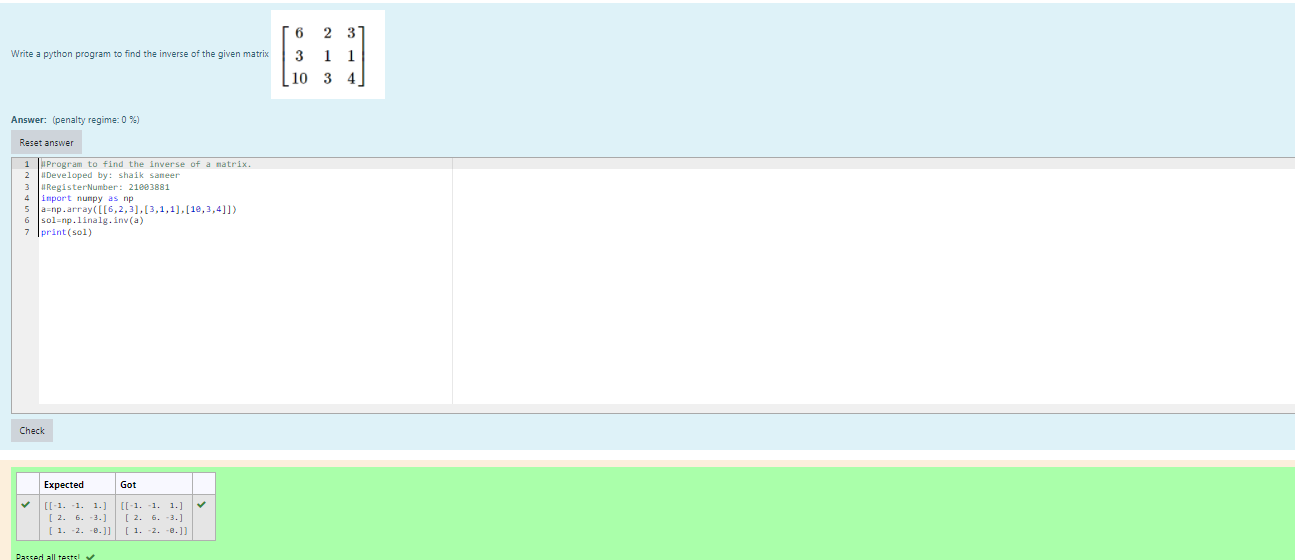 Write a python program to find the inverse of the given matrix
6 2 3
3 1 1
10 3 4
Answer: (penalty regime: 0 %)
Reset answer
1 #Program to find the inverse of a matrix.
2 #Developed by: shaik sameer
3 #RegisterNumber: 21003881
4 import numpy as np
5 a=np.array([[6,2,3],[3,1,1],[10,3,4]])
6 sol=np.linalg.inv(a)
7 print(sol)
Check
Expected Got
[[-1. -1. 1.] [[-1. -1. 1.]
[ 2. 6. -3.] [ 2. 6. -3.]
[ 1. -2. -0.]] [ 1. -2. -0.]]
Passed all tests!